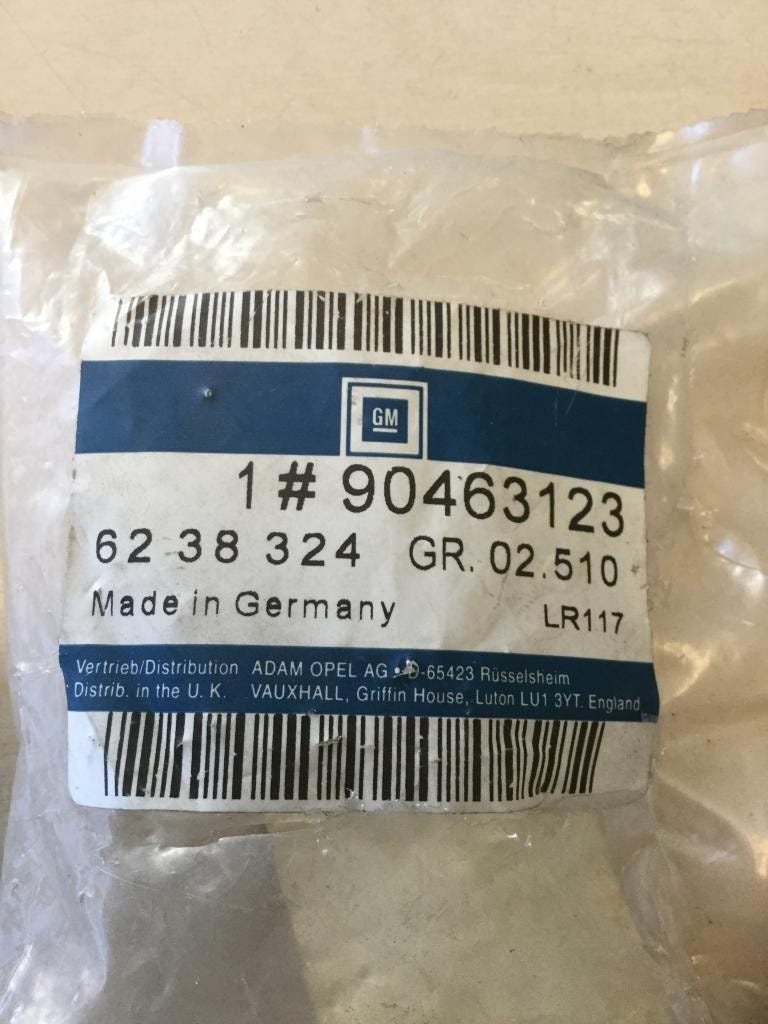 GM
1 # 90463123
62 38 324 GR. 02.510
Made in Germany LR117
Vertrieb/Distribution ADAM OPEL AG • D-65423 Rüsselsheim
Distrib. in the U. K. VAUXHALL, Griffin House, Luton LU1 3YT. England